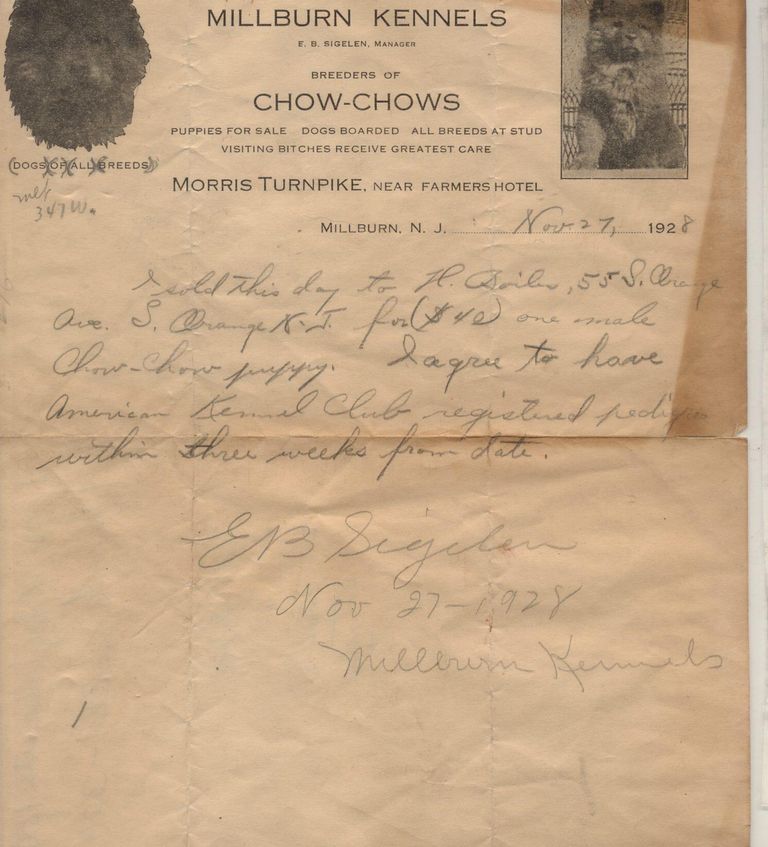 MILLBURN KENNELS
E. B. SIGELEN, MANAGER
BREEDERS OF
CHOW-CHOWS
PUPPIES FOR SALE DOGS BOARDED ALL BREEDS AT STUD
VISITING BITCHES RECEIVE GREATEST CARE
(DOGS OF ALL BREEDS)
347 W.
MORRIS TURNPIKE, NEAR FARMERS HOTEL
MILLBURN, N. J. Nov. 27, 1928
I sold this day to H. 55 S. Orange
Ave. S. Orange N. J. for ($40) one male
Chow-Chow puppy. I agree to have
American Kennel Club registered pedigree
within three weeks from date.
EB Sigelen
Nov 27-1928
Millburn Kennels